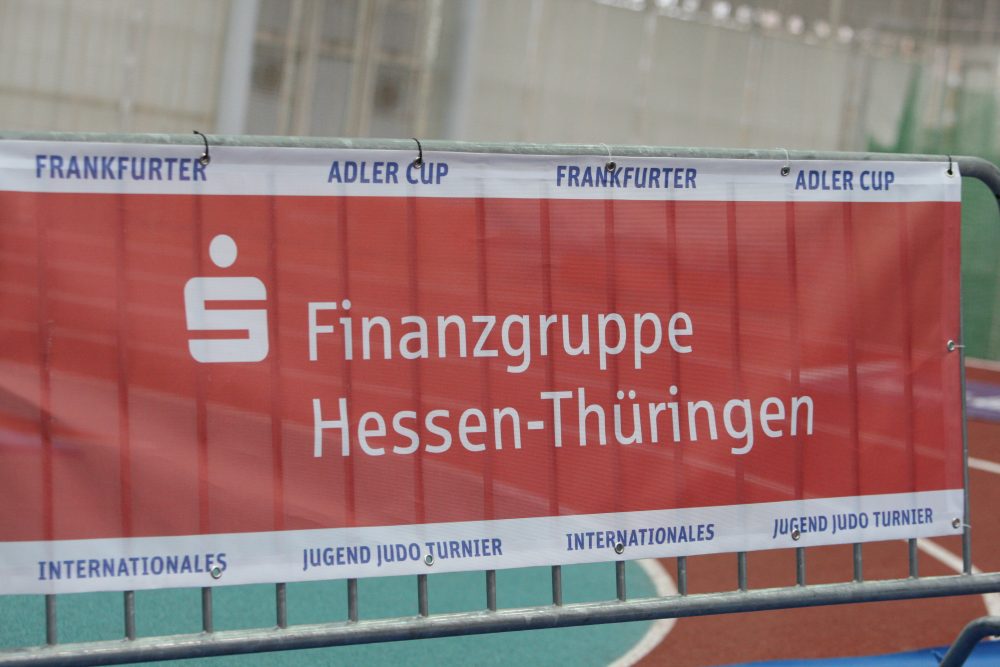 FRANKFURTER ADLER CUP FRANKFURTER ADLER CUP
Finanzgruppe
Hessen-Thüringen
INTERNATIONALES JUGEND JUDO TURNIER INTERNATIONALES JUGEND JUDO TURNIER